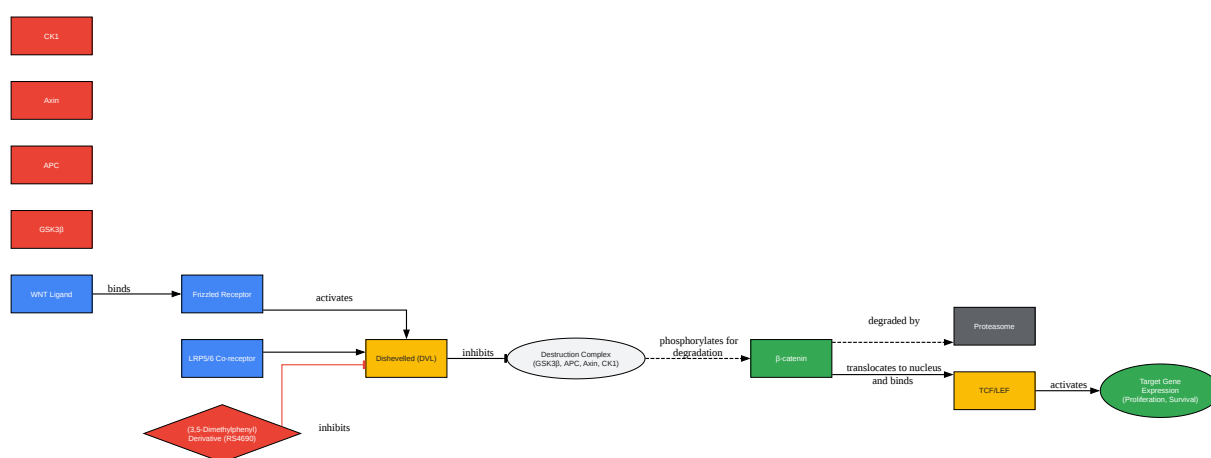 CK1
Axin
APC
GSK3β
WNT Ligand
binds
Frizzled Receptor
activates
LRP5/6 Co-receptor
Dishevelled (DVL)
inhibits
Destruction Complex
(GSK3β, APC, Axin, CK1)
phosphorylates for
degradation
β-catenin
degraded by
Proteasome
translocates to nucleus
and binds
TCF/LEF
activates
Target Gene
Expression
(Proliferation, Survival)
(3,5-Dimethylphenyl)
Derivative (RS4690)
inhibits